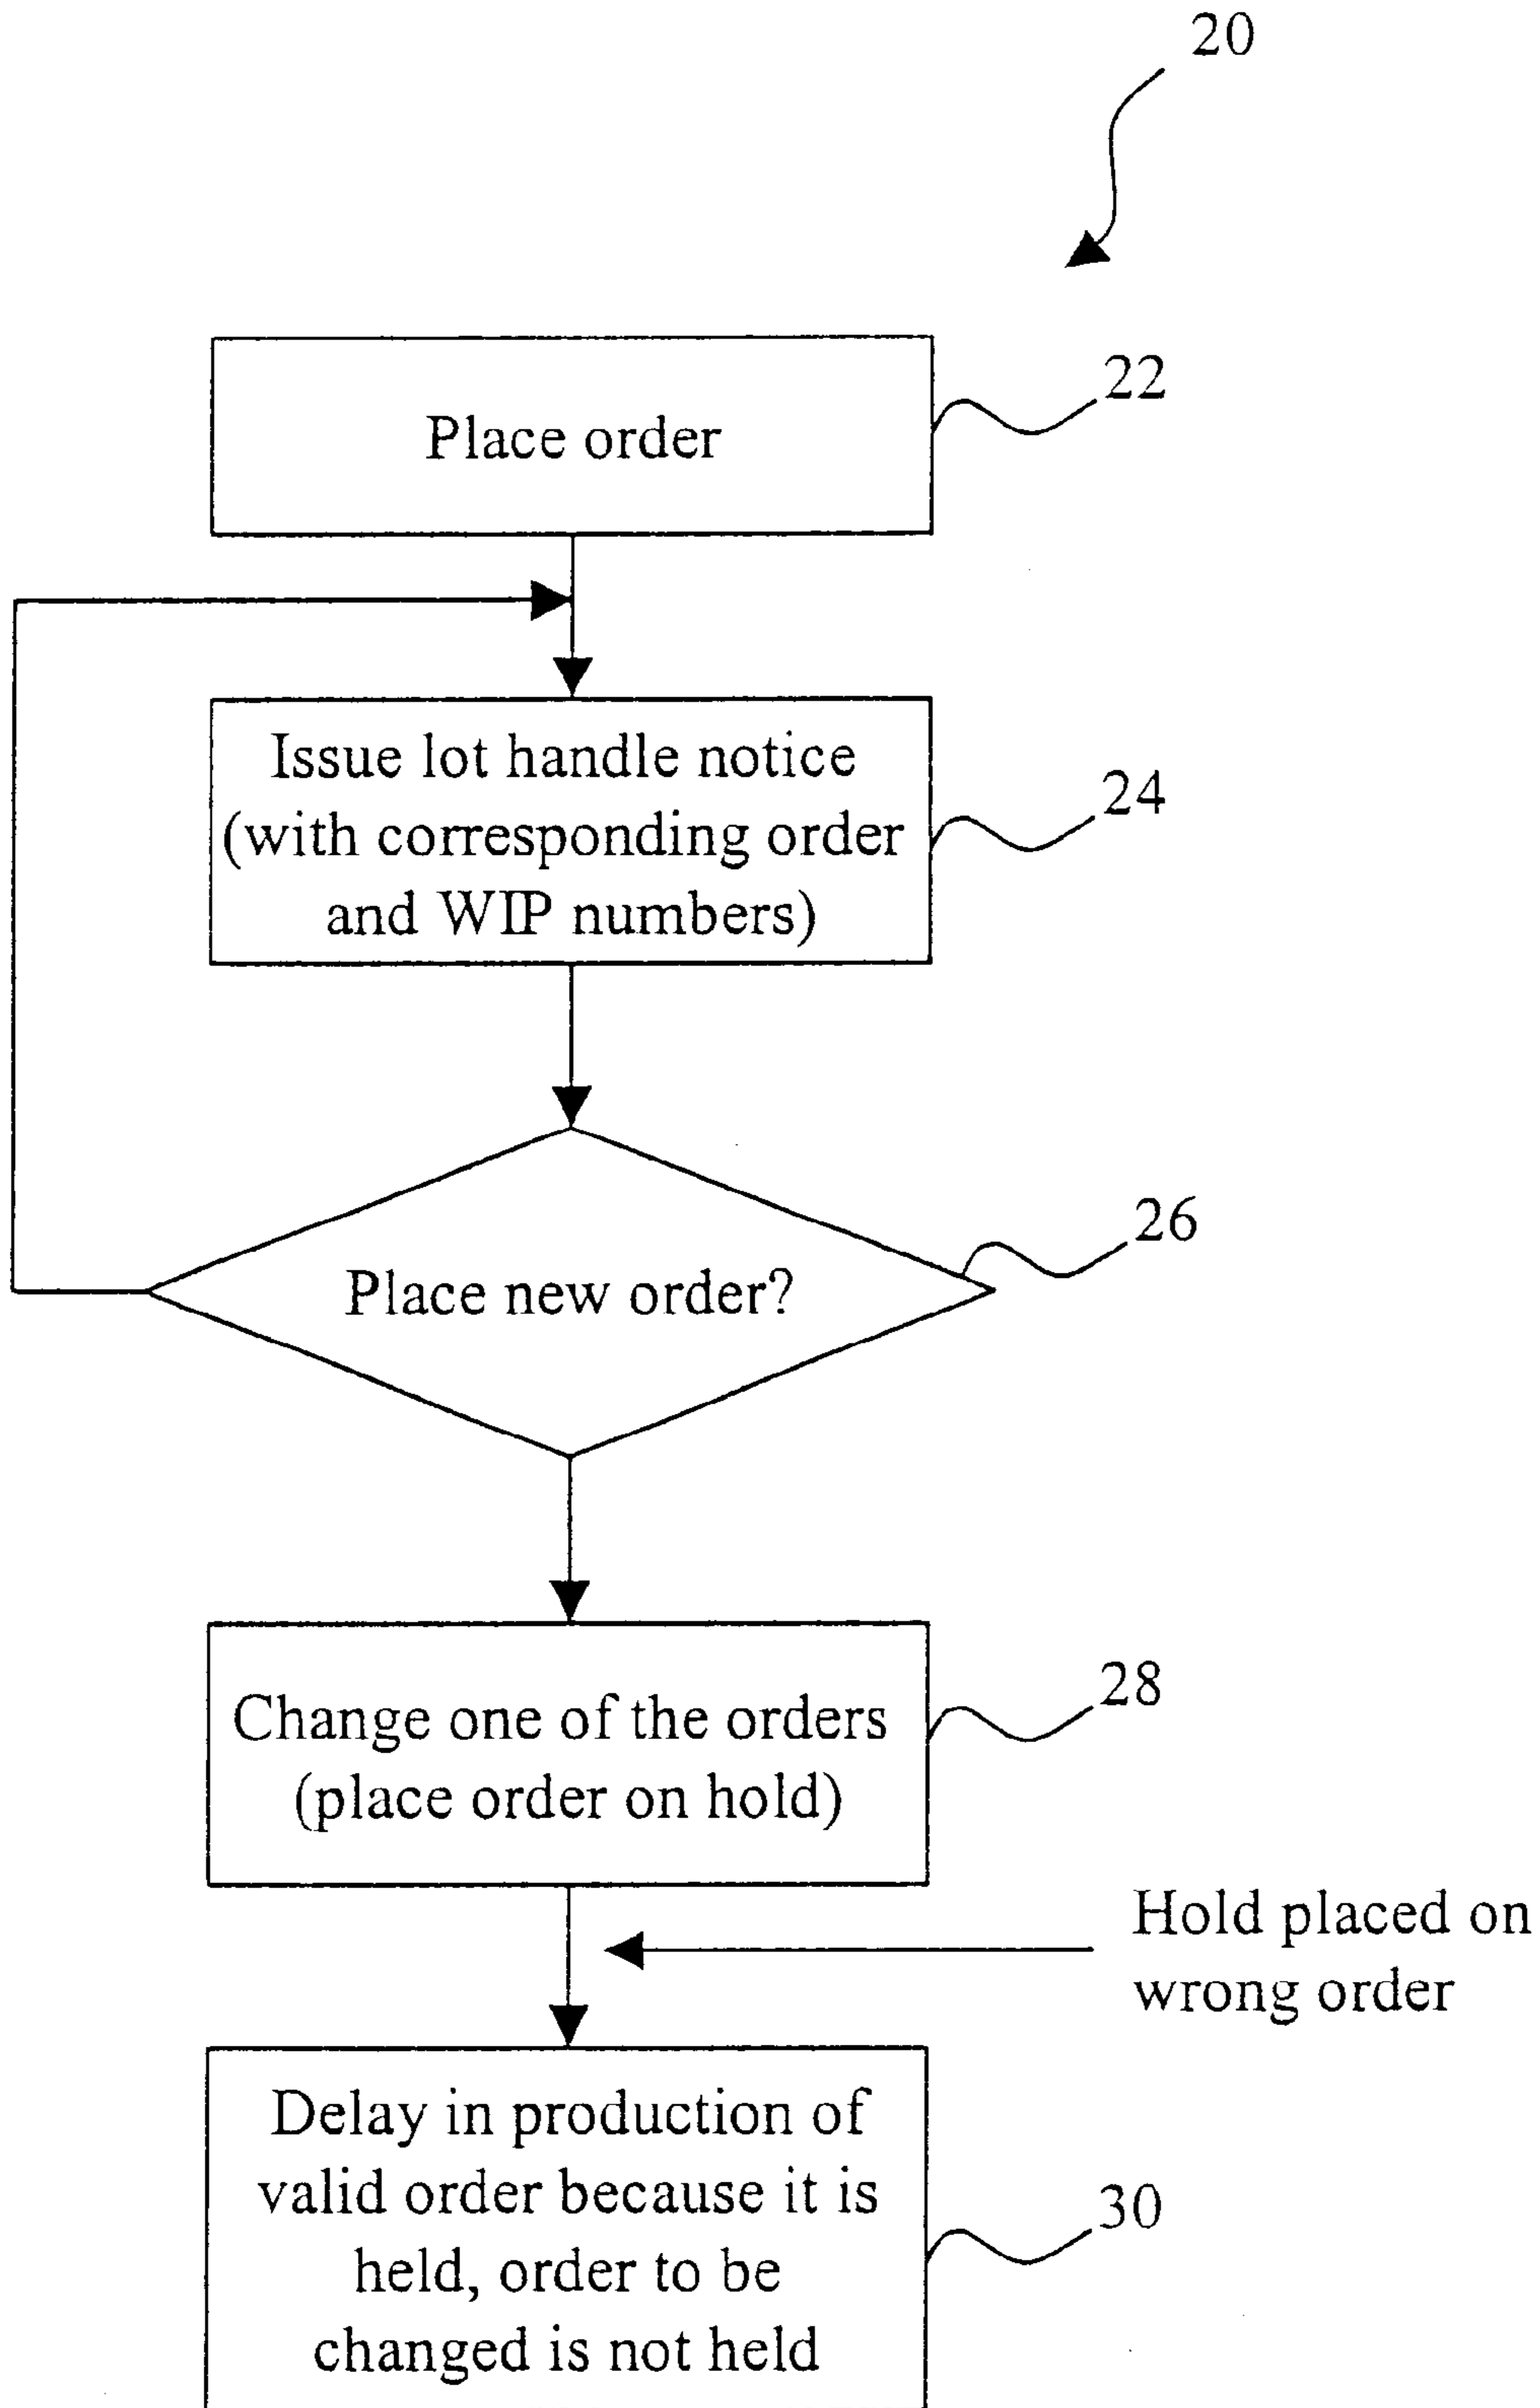 20
Place order
22
Issue lot handle notice
(with corresponding order
and WIP numbers)
24
Place new order?
26
Change one of the orders
(place order on hold)
28
Hold placed on
wrong order
Delay in production of
valid order because it is
held, order to be
changed is not held
30